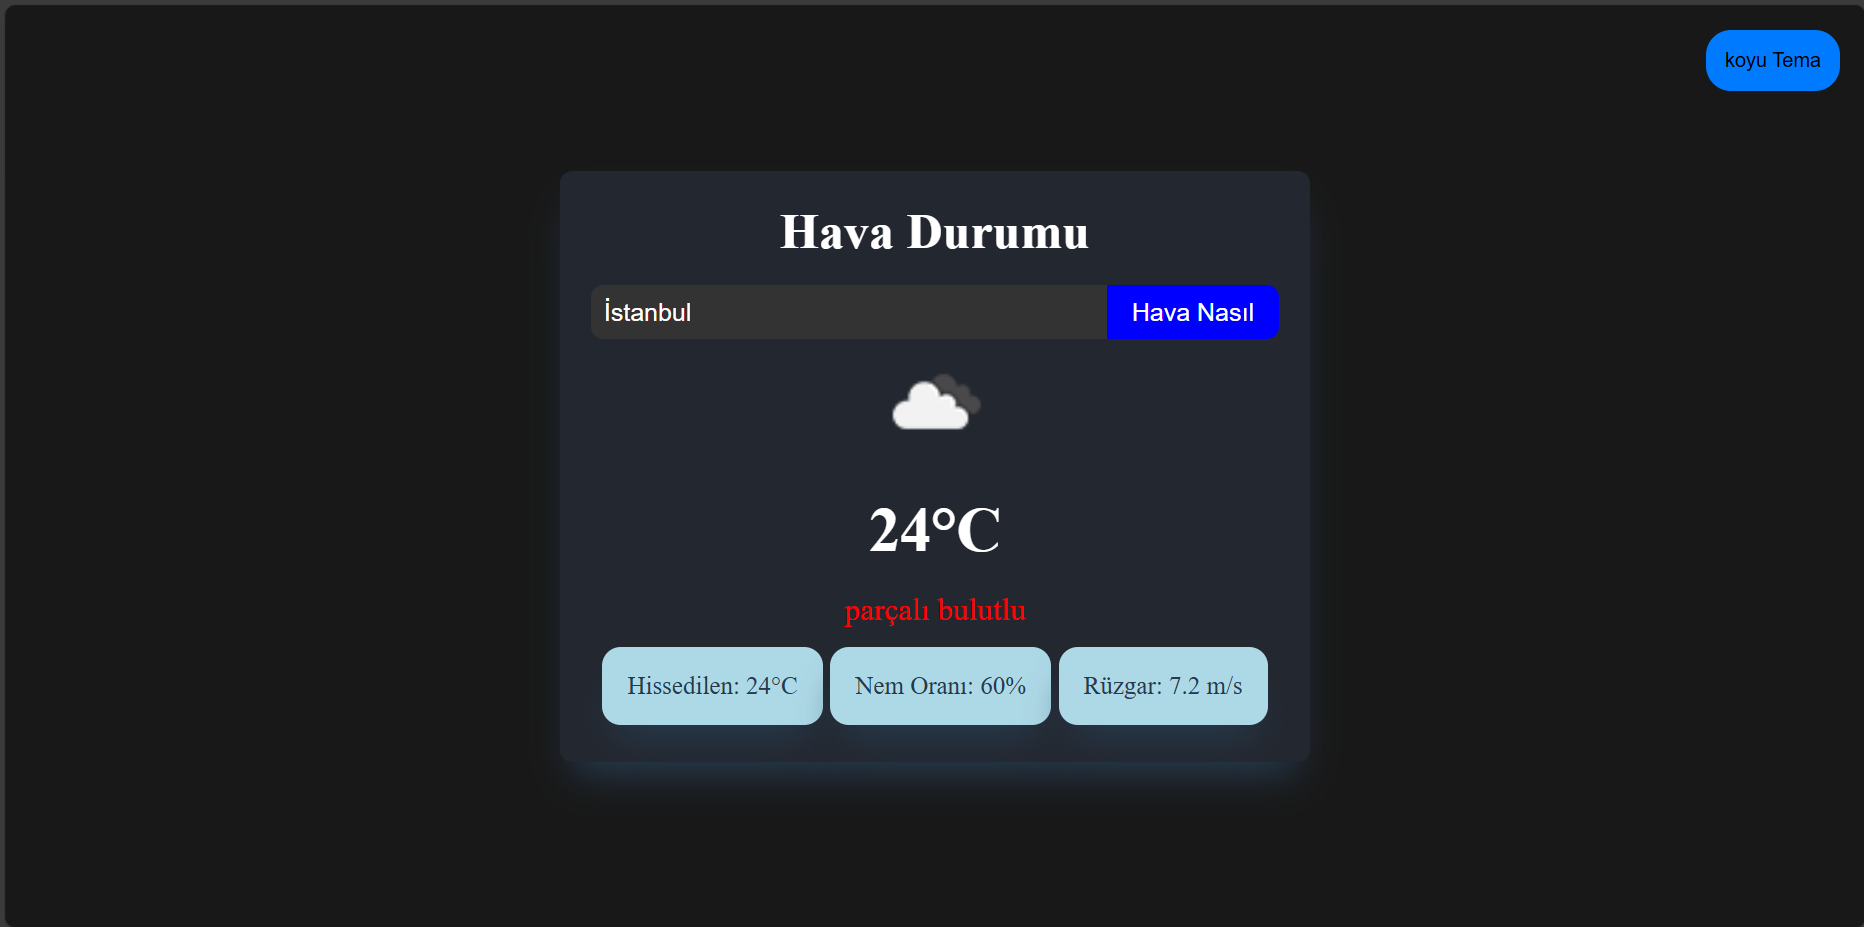 koyu Tema
Hava Durumu
İstanbul
Hava Nasıl
24°C
parçalı bulutlu
Hissedilen: 24°C
Nem Oranı: 60%
Rüzgar: 7.2 m/s